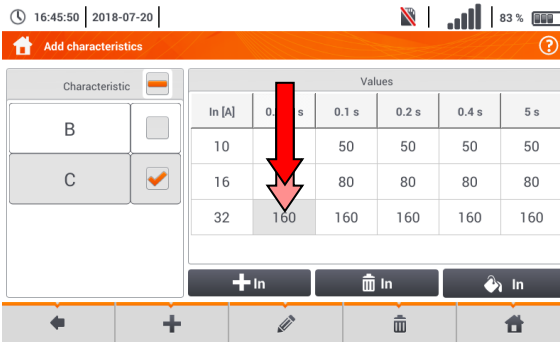 16:45:50 2018-07-20 83 %
Add characteristics ?
Characteristic Values
In [A] 0. s 0.1 s 0.2 s 0.4 s 5 s
B 10 50 50 50 50
C 16 80 80 80 80
32 160 160 160 160 160
In In In